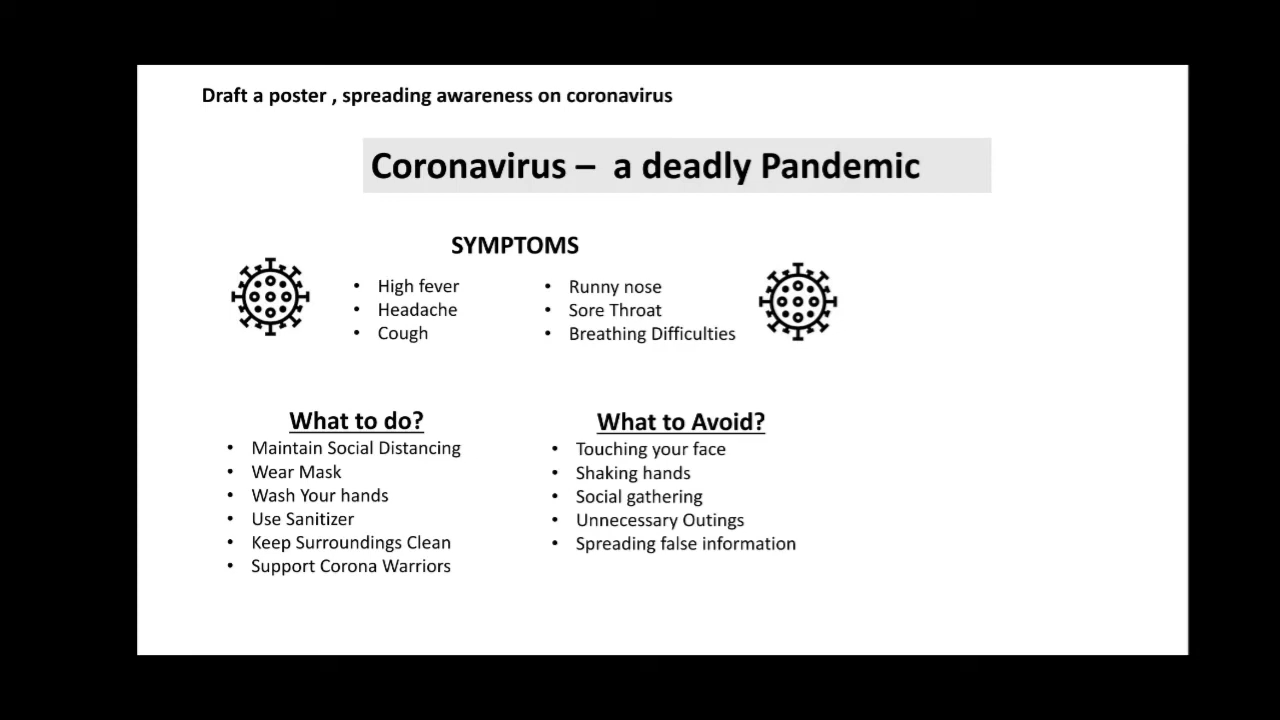 Draft a poster , spreading awareness on coronavirus
Coronavirus – a deadly Pandemic
SYMPTOMS
• High fever
• Headache
• Cough
• Runny nose
• Sore Throat
• Breathing Difficulties
What to do?
• Maintain Social Distancing
• Wear Mask
• Wash Your hands
• Use Sanitizer
• Keep Surroundings Clean
• Support Corona Warriors
What to Avoid?
• Touching your face
• Shaking hands
• Social gathering
• Unnecessary Outings
• Spreading false information